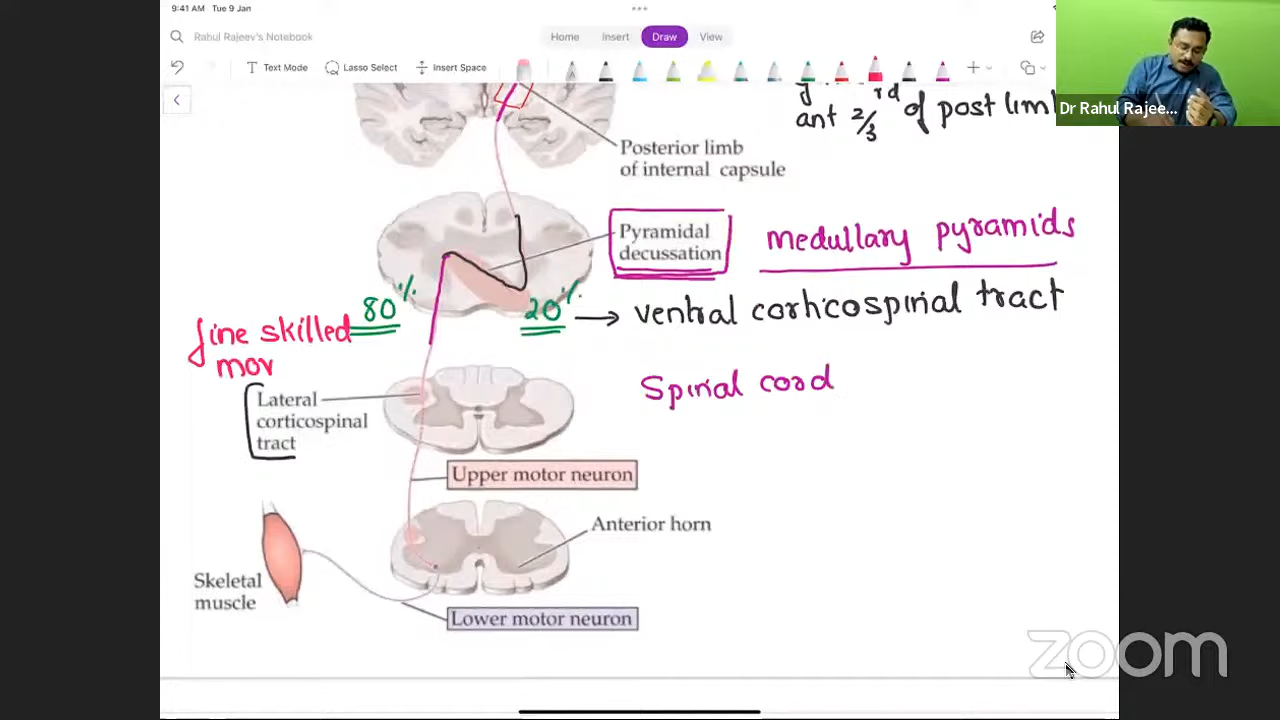 9:41 AM Tue 9 Jan
Rahul Rajeev's Notebook
Home Insert Draw View
Text Mode Lasso Select Insert Space
Dr Rahul Rajee...
rd
ant 2/3 of post limb
Posterior limb
of internal capsule
Pyramidal
decussation
medullary pyramids
80%
20% → ventral corticospinal tract
fine skilled
mov
Spinal cord
Lateral
corticospinal
tract
Upper motor neuron
Anterior horn
Skeletal
muscle
Lower motor neuron
zoom